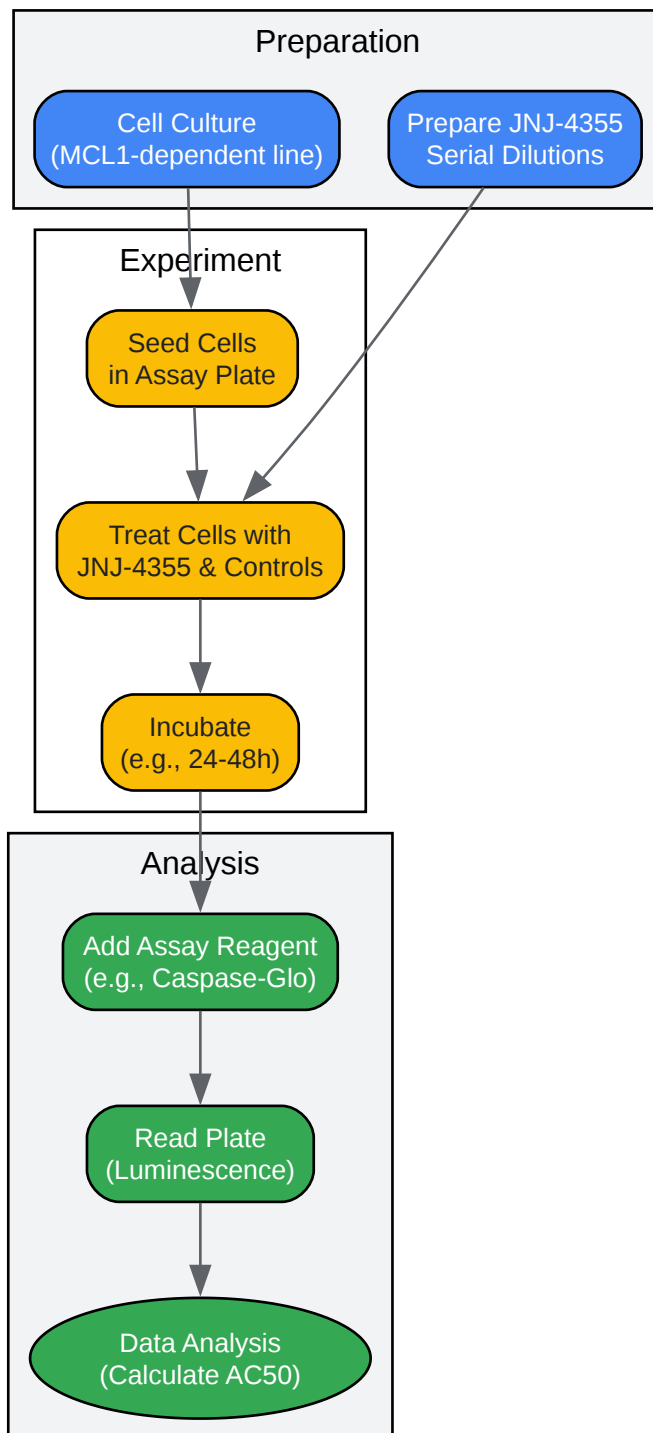 Preparation
Cell Culture
(MCL1-dependent line)
Prepare JNJ-4355
Serial Dilutions
Experiment
Seed Cells
in Assay Plate
Treat Cells with
JNJ-4355 & Controls
Incubate
(e.g., 24-48h)
Analysis
Add Assay Reagent
(e.g., Caspase-Glo)
Read Plate
(Luminescence)
Data Analysis
(Calculate AC50)